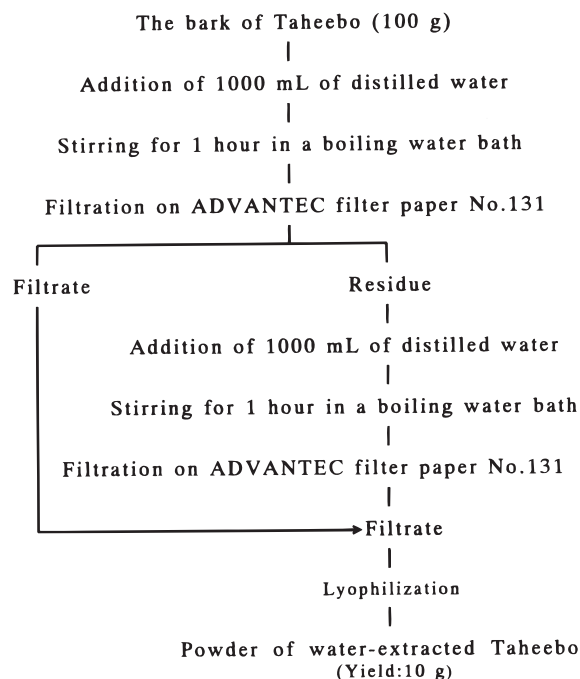 The bark of Taheebo (100 g)
Addition of 1000 mL of distilled water
Stirring for 1 hour in a boiling water bath
Filtration on ADVANTEC filter paper No.131
Filtrate
Residue
Addition of 1000 mL of distilled water
Stirring for 1 hour in a boiling water bath
Filtration on ADVANTEC filter paper No.131
Filtrate
Lyophilization
Powder of water-extracted Taheebo
(Yield:10 g)